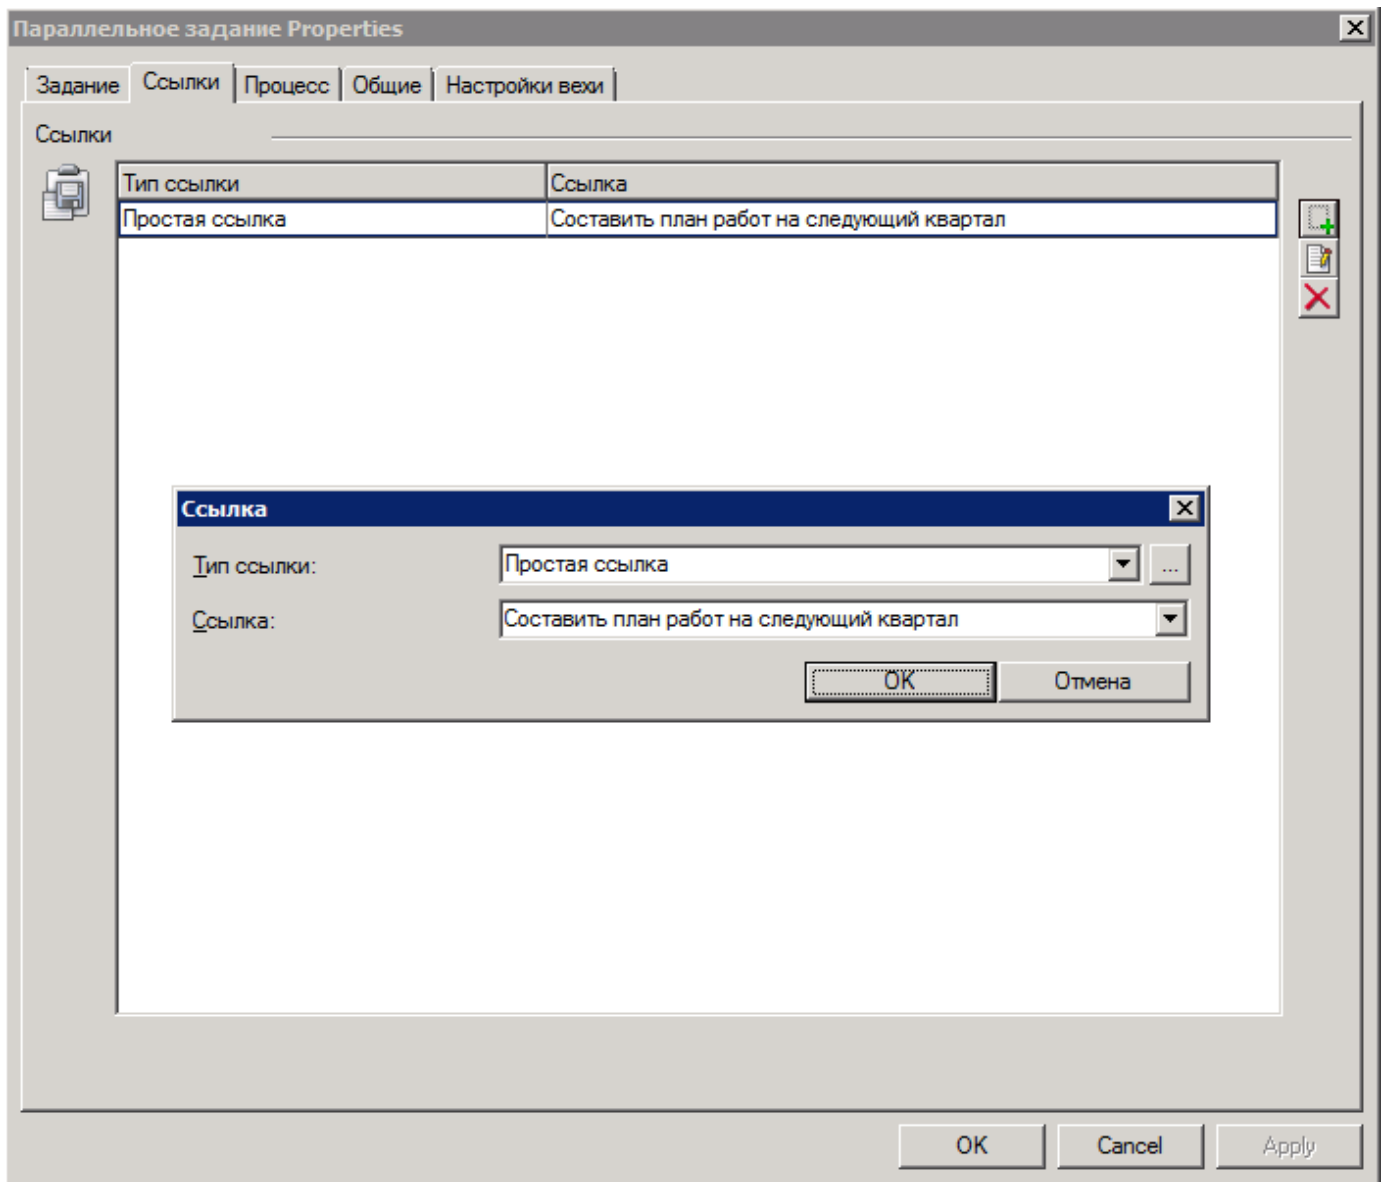 Параллельное задание Properties
Задание Ссылки Процесс Общие Настройки вехи
Ссылки
Тип ссылки Ссылка
Простая ссылка Составить план работ на следующий квартал
Ссылка
Тип ссылки: Простая ссылка ...
Ссылка: Составить план работ на следующий квартал
OK Отмена
OK Cancel Apply